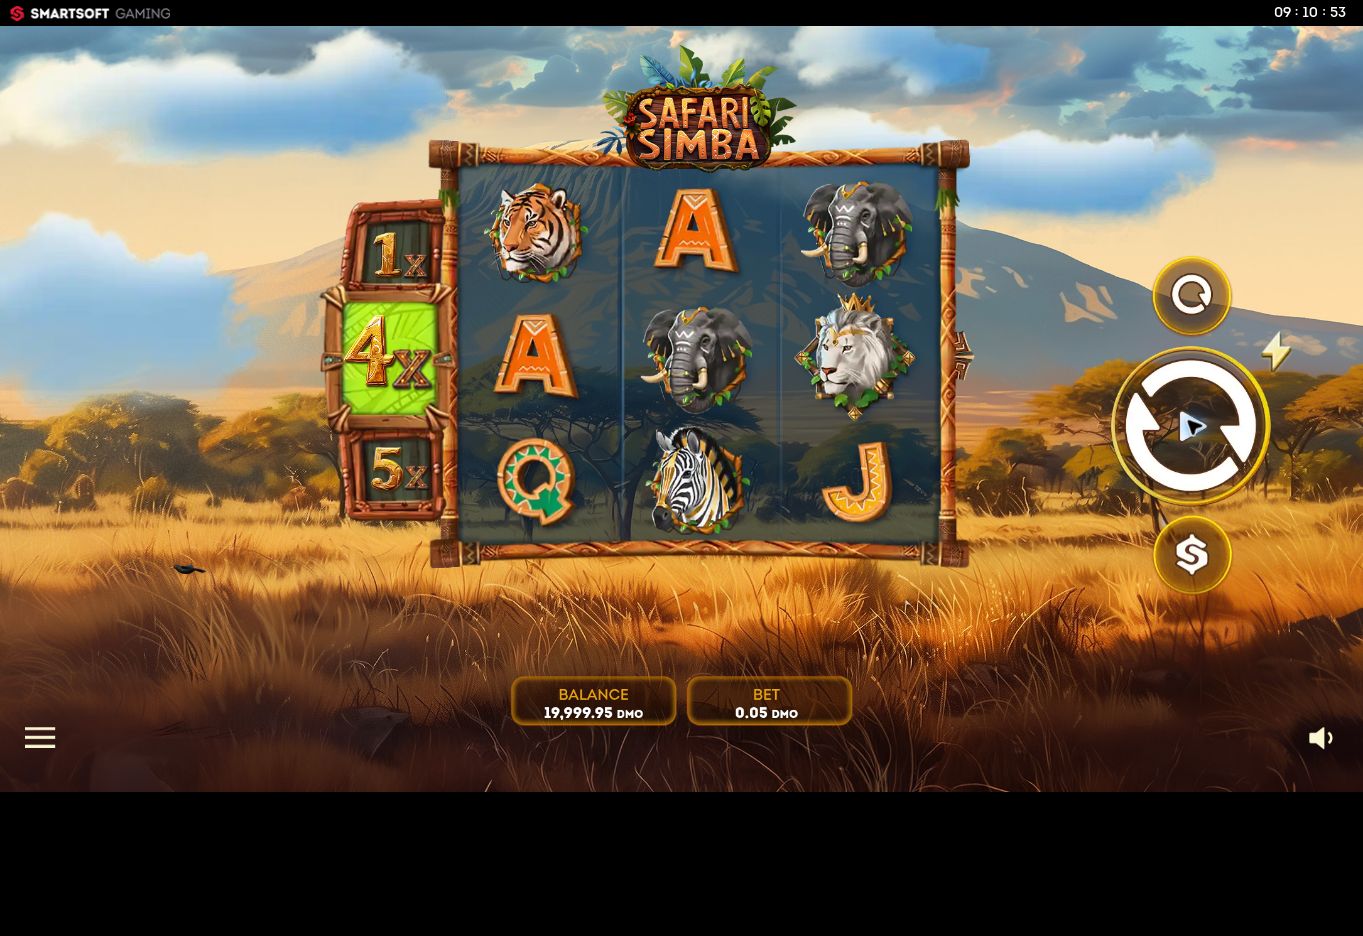 SMARTSOFT GAMING
09 : 10 : 53
SAFARI
SIMBA
A
1x
A
4x
Q
J
5x
BALANCE
19,999.95 DMO
BET
0.05 DMO